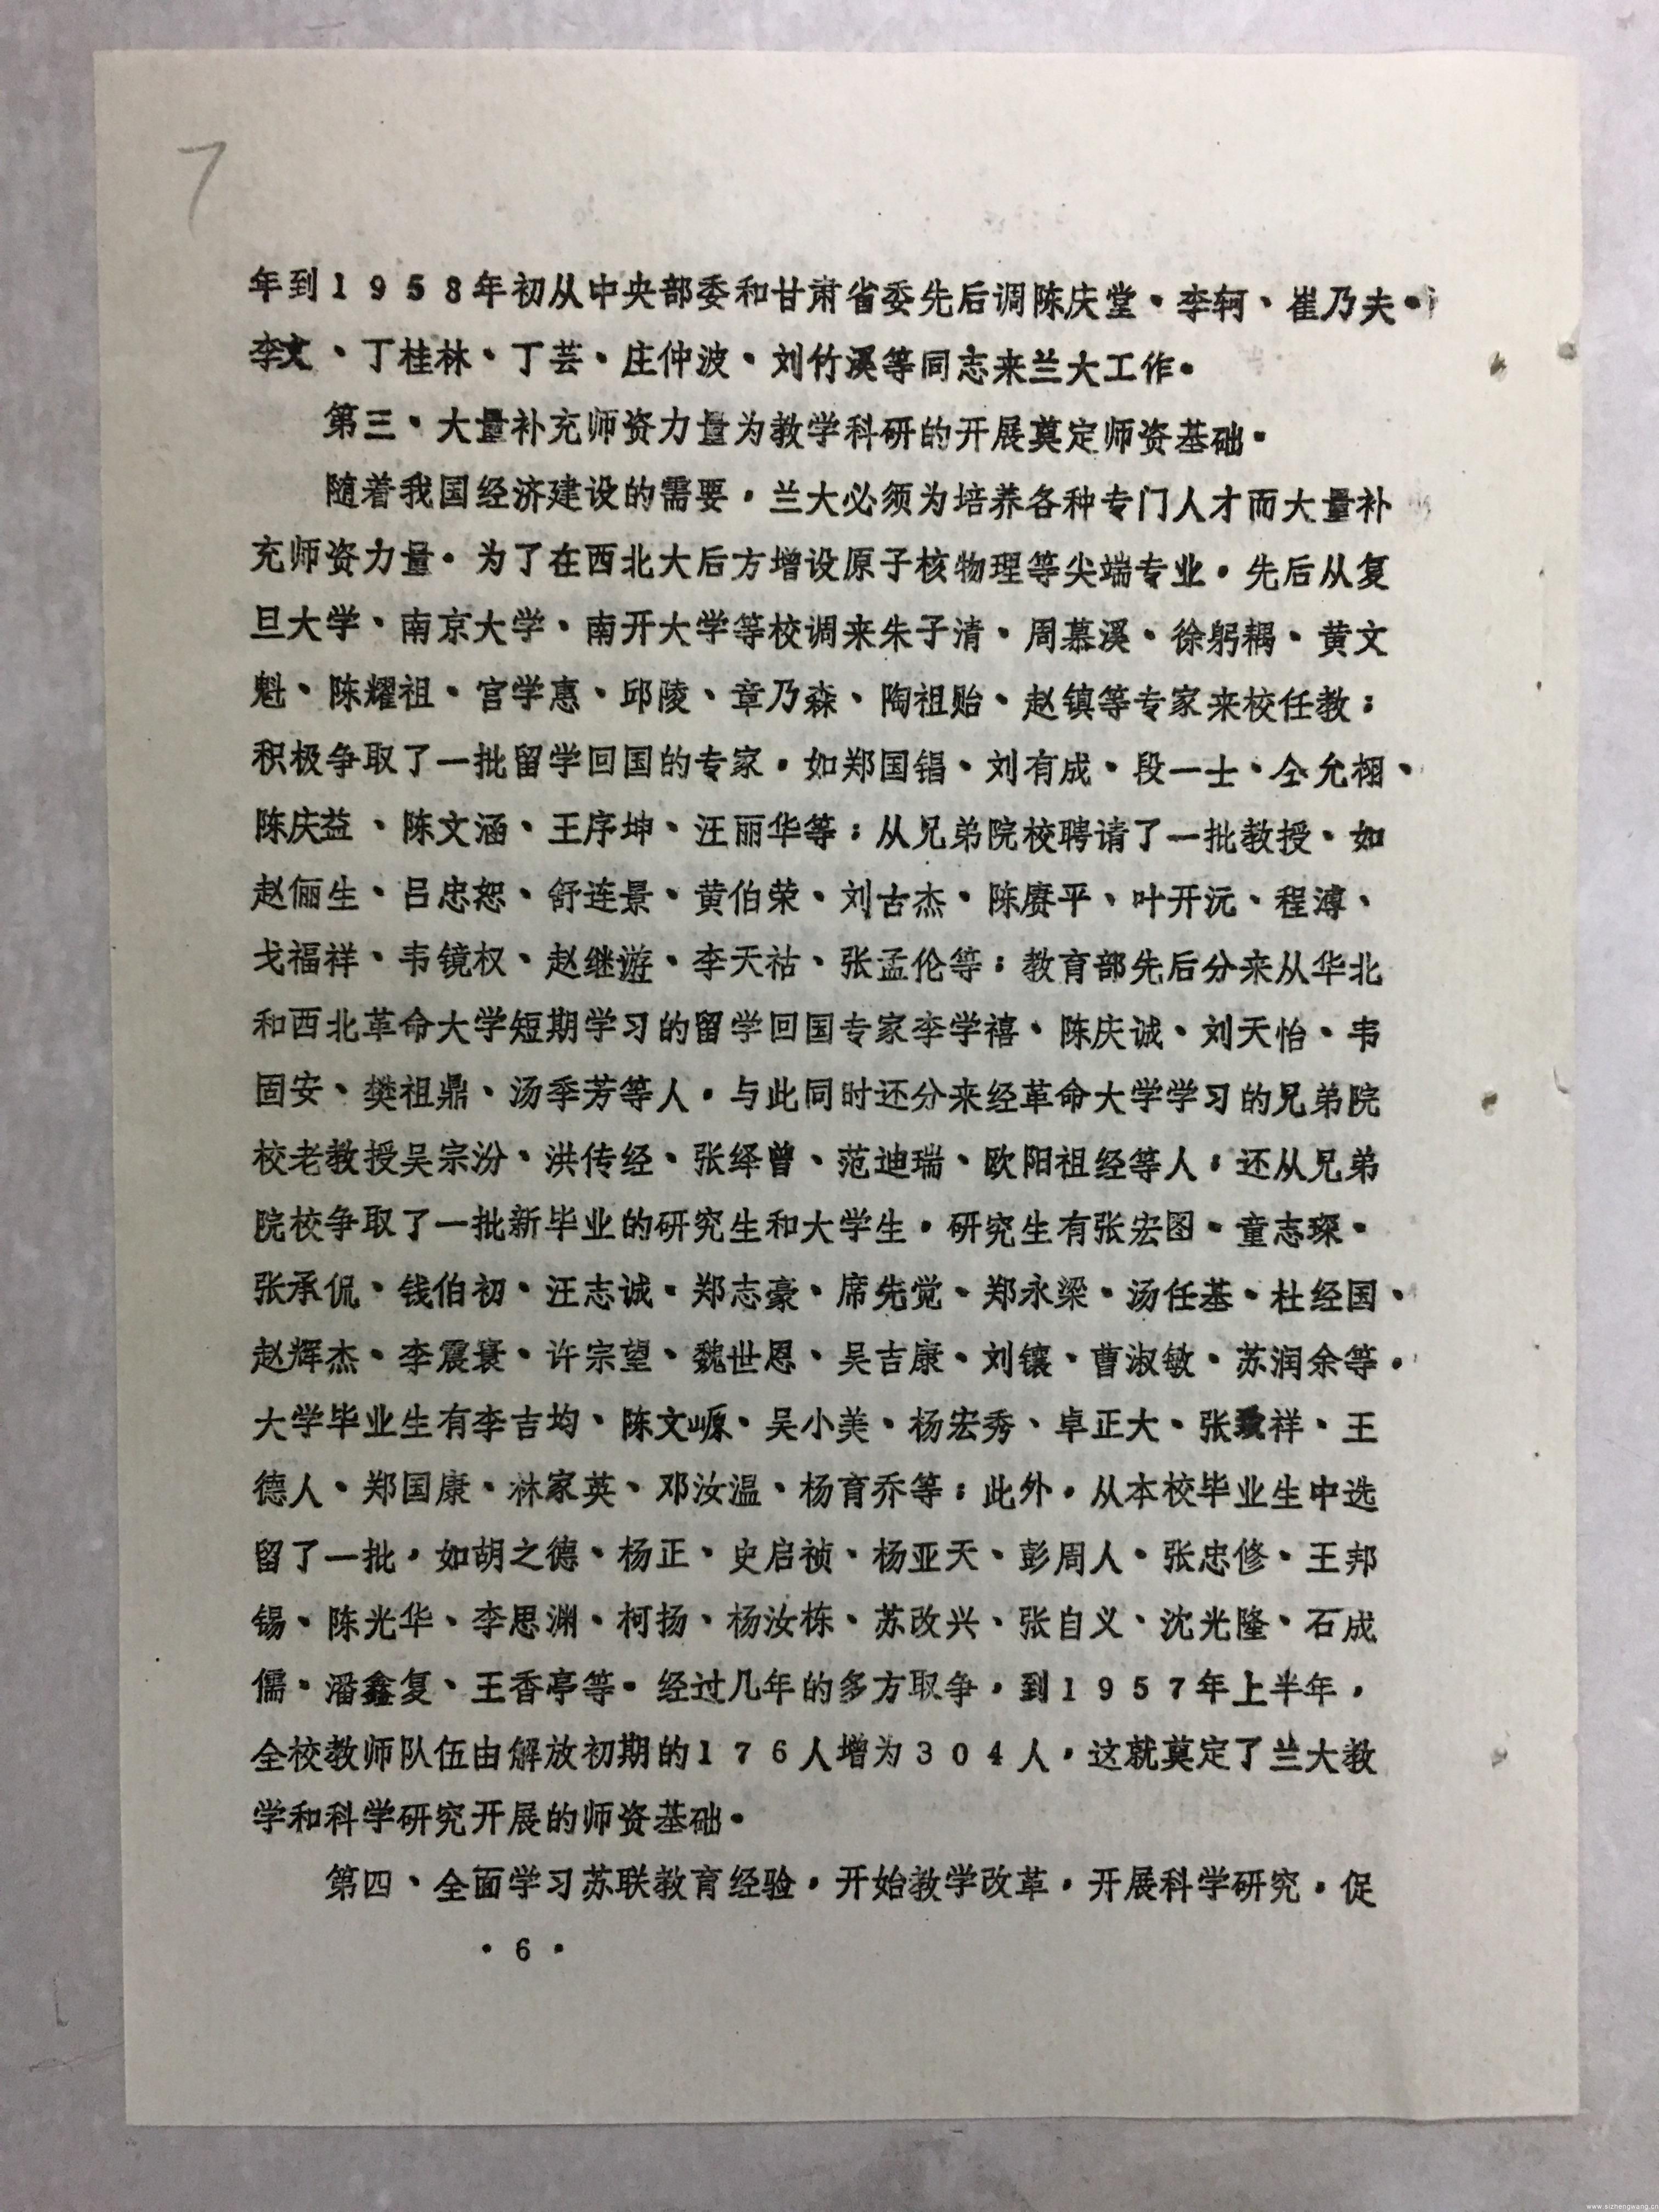 7
年到1958年初从中央部委和甘肃省委先后调陈庆堂、李轲、崔乃夫、
李文、丁桂林、丁芸、庄仲波、刘竹溪等同志来兰大工作。
第三、大量补充师资力量为教学科研的开展奠定师资基础。
随着我国经济建设的需要，兰大必须为培养各种专门人才而大量补
充师资力量。为了在西北大后方增设原子核物理等尖端专业，先后从复
旦大学、南京大学、南开大学等校调来朱子清、周慕溪、徐躬耦、黄文
魁、陈耀祖、宫学惠、邱陵、章乃森、陶祖贻、赵镇等专家来校任教；
积极争取了一批留学回国的专家，如郑国锠、刘有成、段一士、仝允栩、
陈庆益、陈文涵、王序坤、汪丽华等；从兄弟院校聘请了一批教授、如
赵俪生、吕忠恕、舒连景、黄伯荣、刘古杰、陈赓平、叶开沅、程溥、
戈福祥、韦镜权、赵继游、李天祜、张孟伦等；教育部先后分来从华北
和西北革命大学短期学习的留学回国专家李学禧、陈庆诚、刘天怡、韦
固安、樊祖鼎、汤季芳等人，与此同时还分来经革命大学学习的兄弟院
校老教授吴宗汾、洪传经、张绎曾、范迪瑞、欧阳祖经等人，还从兄弟
院校争取了一批新毕业的研究生和大学生。研究生有张宏图、童志琛、
张承侃、钱伯初、汪志诚、郑志豪、席先觉、郑永梁、汤任基、杜经国、
赵辉杰、李震寰、许宗望、魏世恩、吴吉康、刘镶、曹淑敏、苏润余等，
大学毕业生有李吉均、陈文㟲、吴小美、杨宏秀、卓正大、张祥、王
德人、郑国康、林家英、邓汝温、杨育乔等；此外，从本校毕业生中选
留了一批，如胡之德、杨正、史启祯、杨亚天、彭周人、张忠修、王邦
锡、陈光华、李思渊、柯扬、杨汝栋、苏改兴、张自义、沈光隆、石成
儒、潘鑫复、王香亭等。经过几年的多方取争，到1957年上半年，
全校教师队伍由解放初期的176人增为304人，这就奠定了兰大教
学和科学研究开展的师资基础。
第四、全面学习苏联教育经验，开始教学改革，开展科学研究，促
·6·
www.sizhengwang.cn